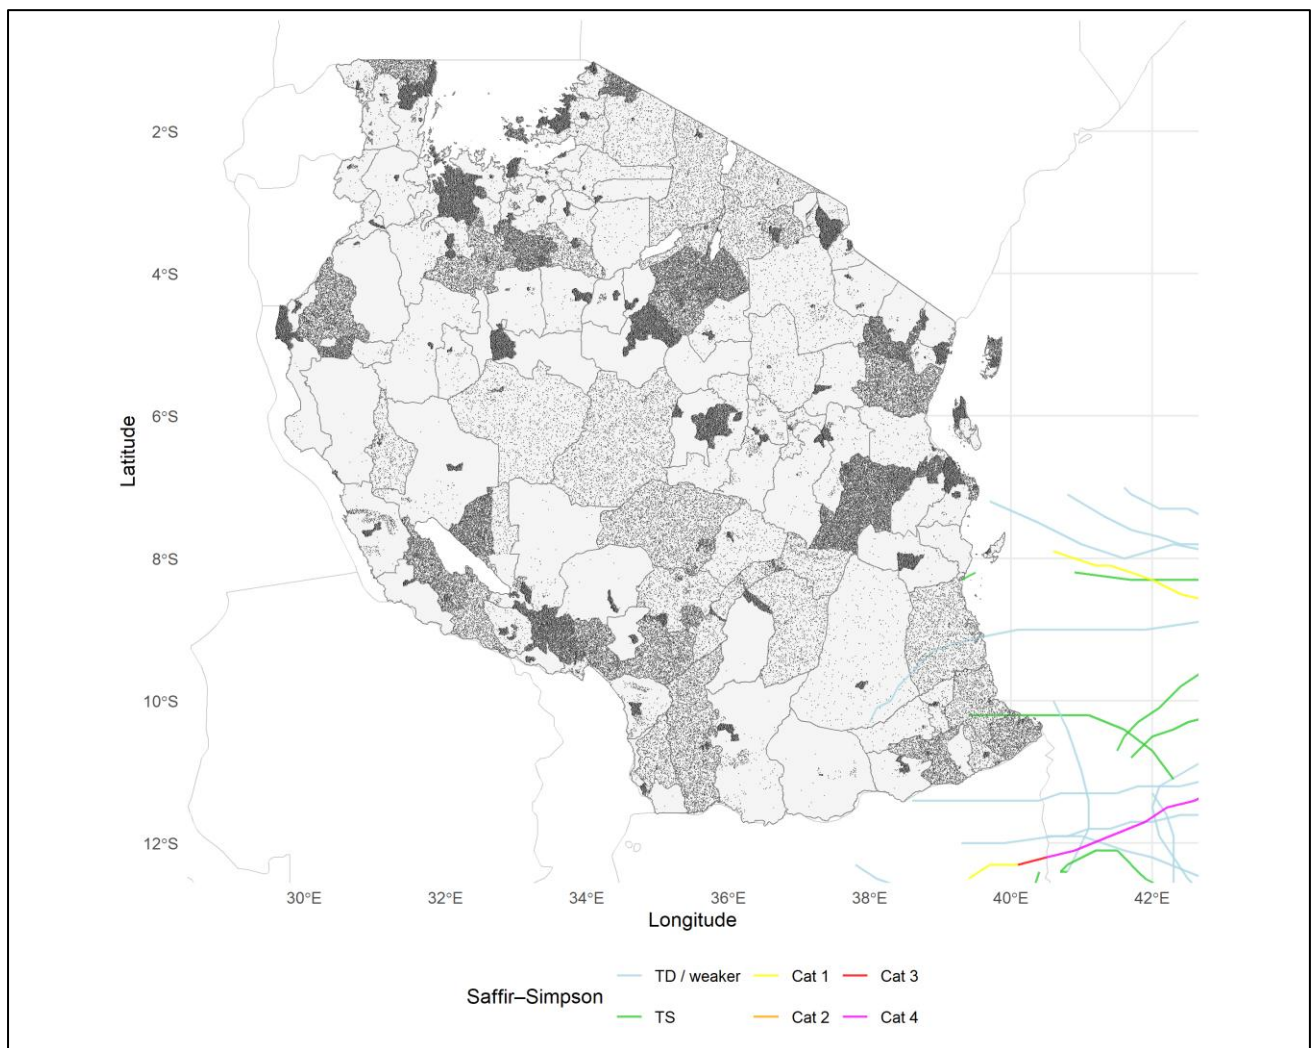 2°S
4°S
6°S
8°S
10°S
12°S
Latitude
30°E 32°E 34°E 36°E 38°E 40°E 42°E
Longitude
Saffir–Simpson
TD / weaker Cat 1 Cat 3
TS Cat 2 Cat 4